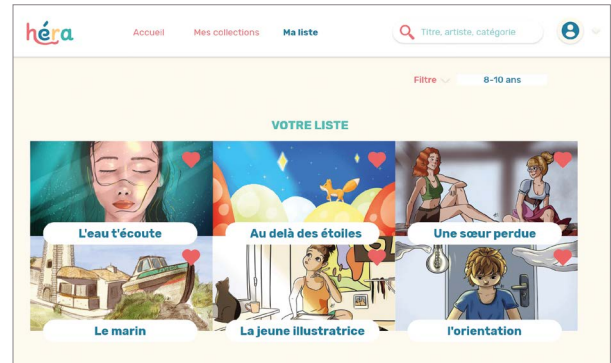 héra
Accueil Mes collections Ma liste Titre, artiste, catégorie
Filtre 8-10 ans
VOTRE LISTE
L'eau t'écoute Au delà des étoiles Une sœur perdue
Le marin La jeune illustratrice l'orientation